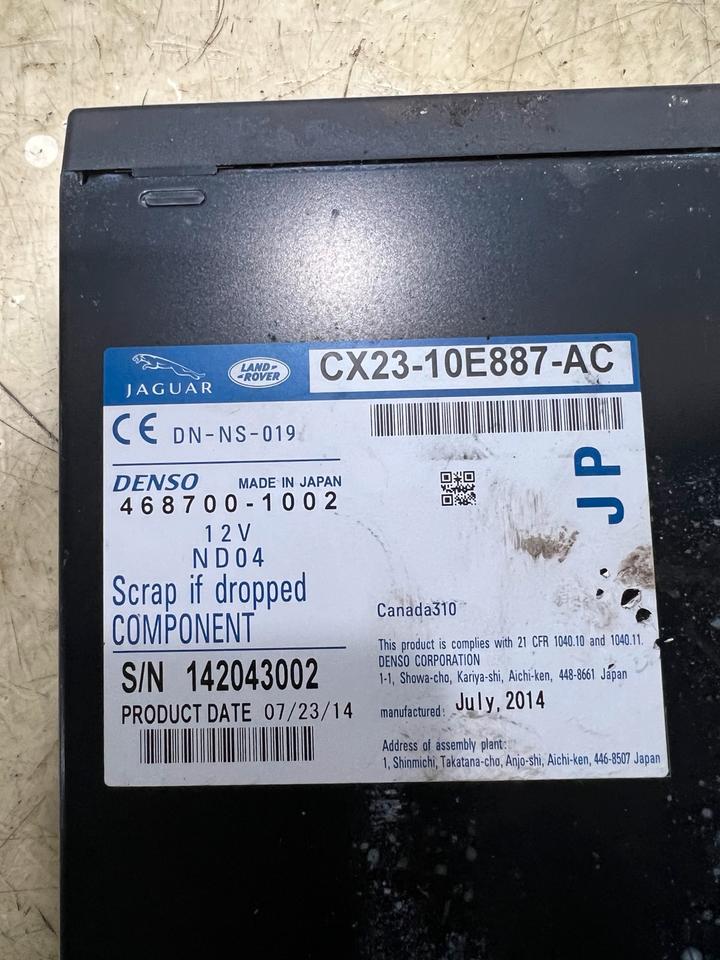 JAGUAR
LAND-
-ROVER
CX23-10E887-AC
CE DN-NS-019
DENSO MADE IN JAPAN
468700-1002
12V
ND04
Scrap if dropped
COMPONENT
S/N 142043002
PRODUCT DATE 07/23/14
JP
Canada310
This product is complies with 21 CFR 1040.10 and 1040.11.
DENSO CORPORATION
1-1, Showa-cho, Kariya-shi, Aichi-ken, 448-8661 Japan
manufactured: July, 2014
Address of assembly plant:
1, Shinmichi, Takatana-cho, Anjo-shi, Aichi-ken, 446-8507 Japan